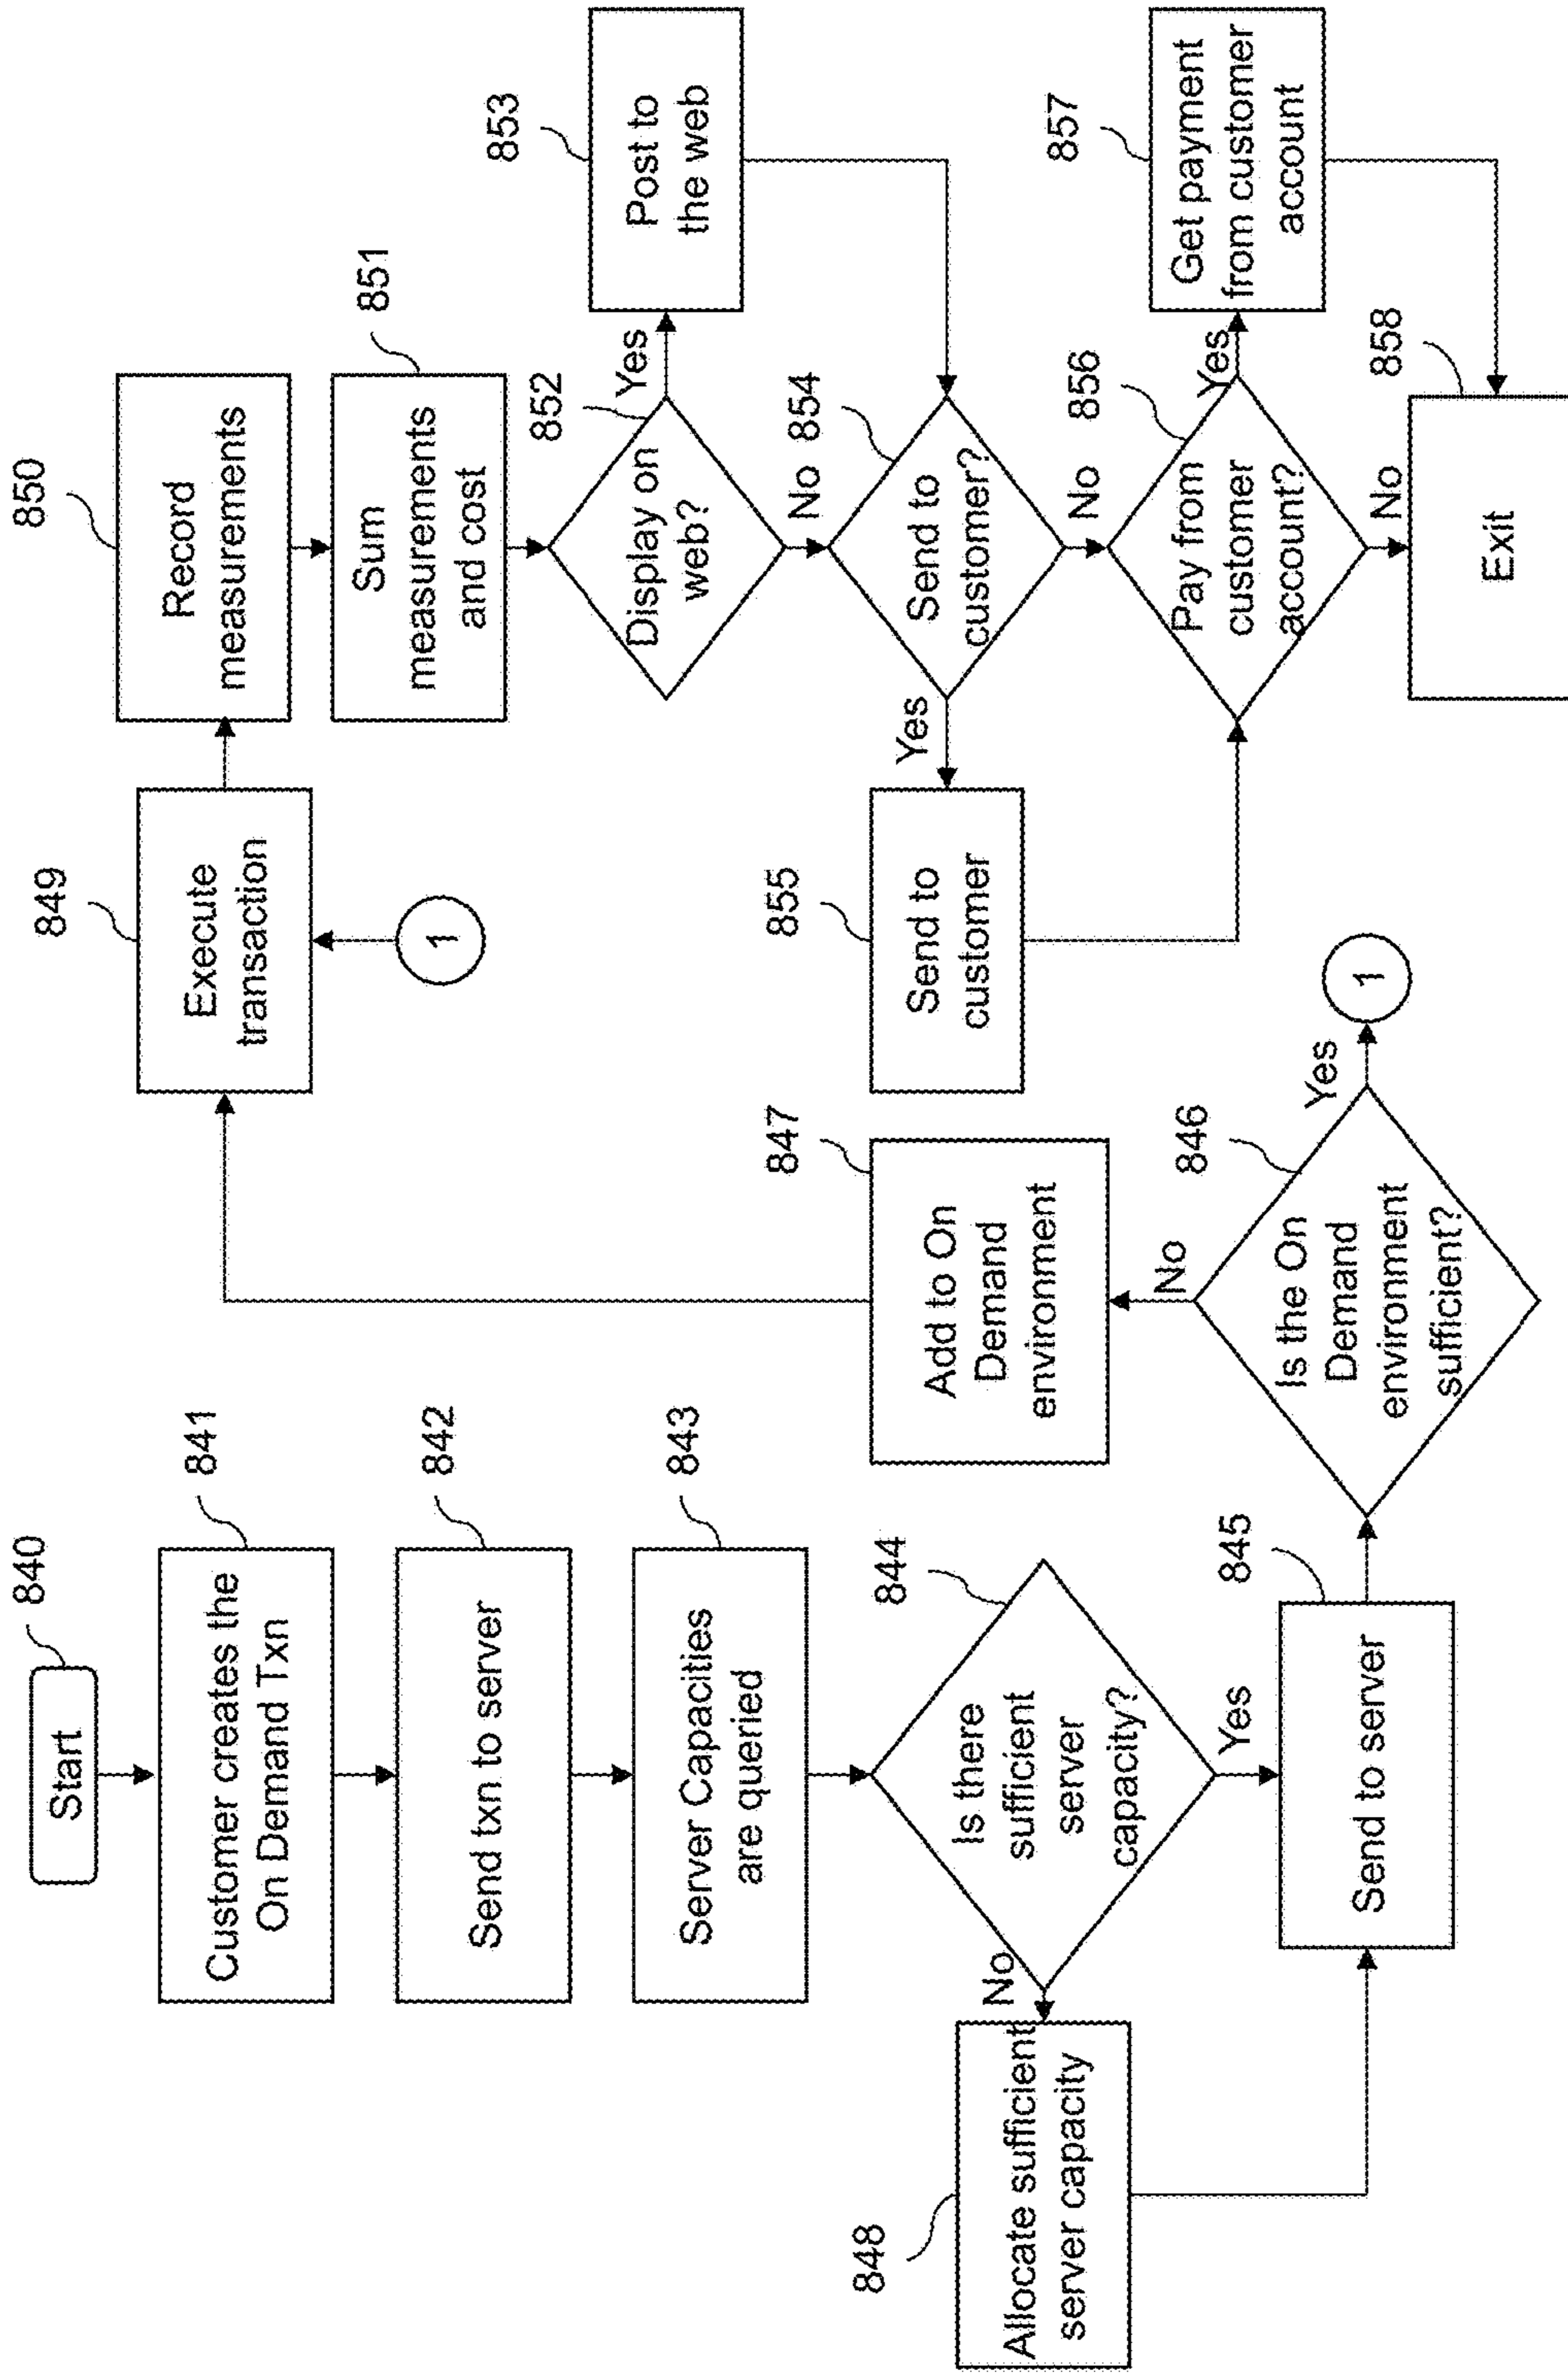 840
Start
841
Customer creates the
On Demand Txn
842
Send txn to server
843
Server Capacities
are queried
844
Is there
sufficient
server
capacity?
No
Yes
848
Allocate sufficient
server capacity
845
Send to server
846
Is the On
Demand
environment
sufficient?
No
Yes
1
847
Add to On
Demand
environment
849
Execute
transaction
1
850
Record
measurements
851
Sum
measurements
and cost
852
Display on
web?
Yes
No
853
Post to
the web
854
Send to
customer?
Yes
No
855
Send to
customer
856
Pay from
customer
account?
Yes
No
857
Get payment
from customer
account
858
Exit